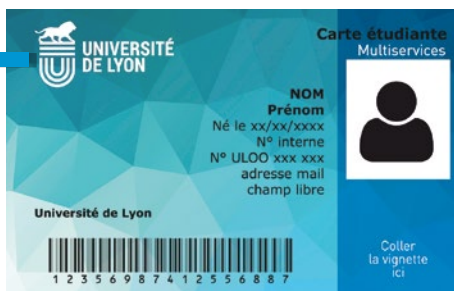 UNIVERSITÉ
DE LYON
Carte étudiante
Multiservices
NOM
Prénom
Né le xx/xx/xxxx
N° interne
N° ULOO xxx xxx
adresse mail
champ libre
Université de Lyon
1 2 3 5 6 9 8 7 4 1 2 5 5 6 8 8 7
Coller
la vignette
ici